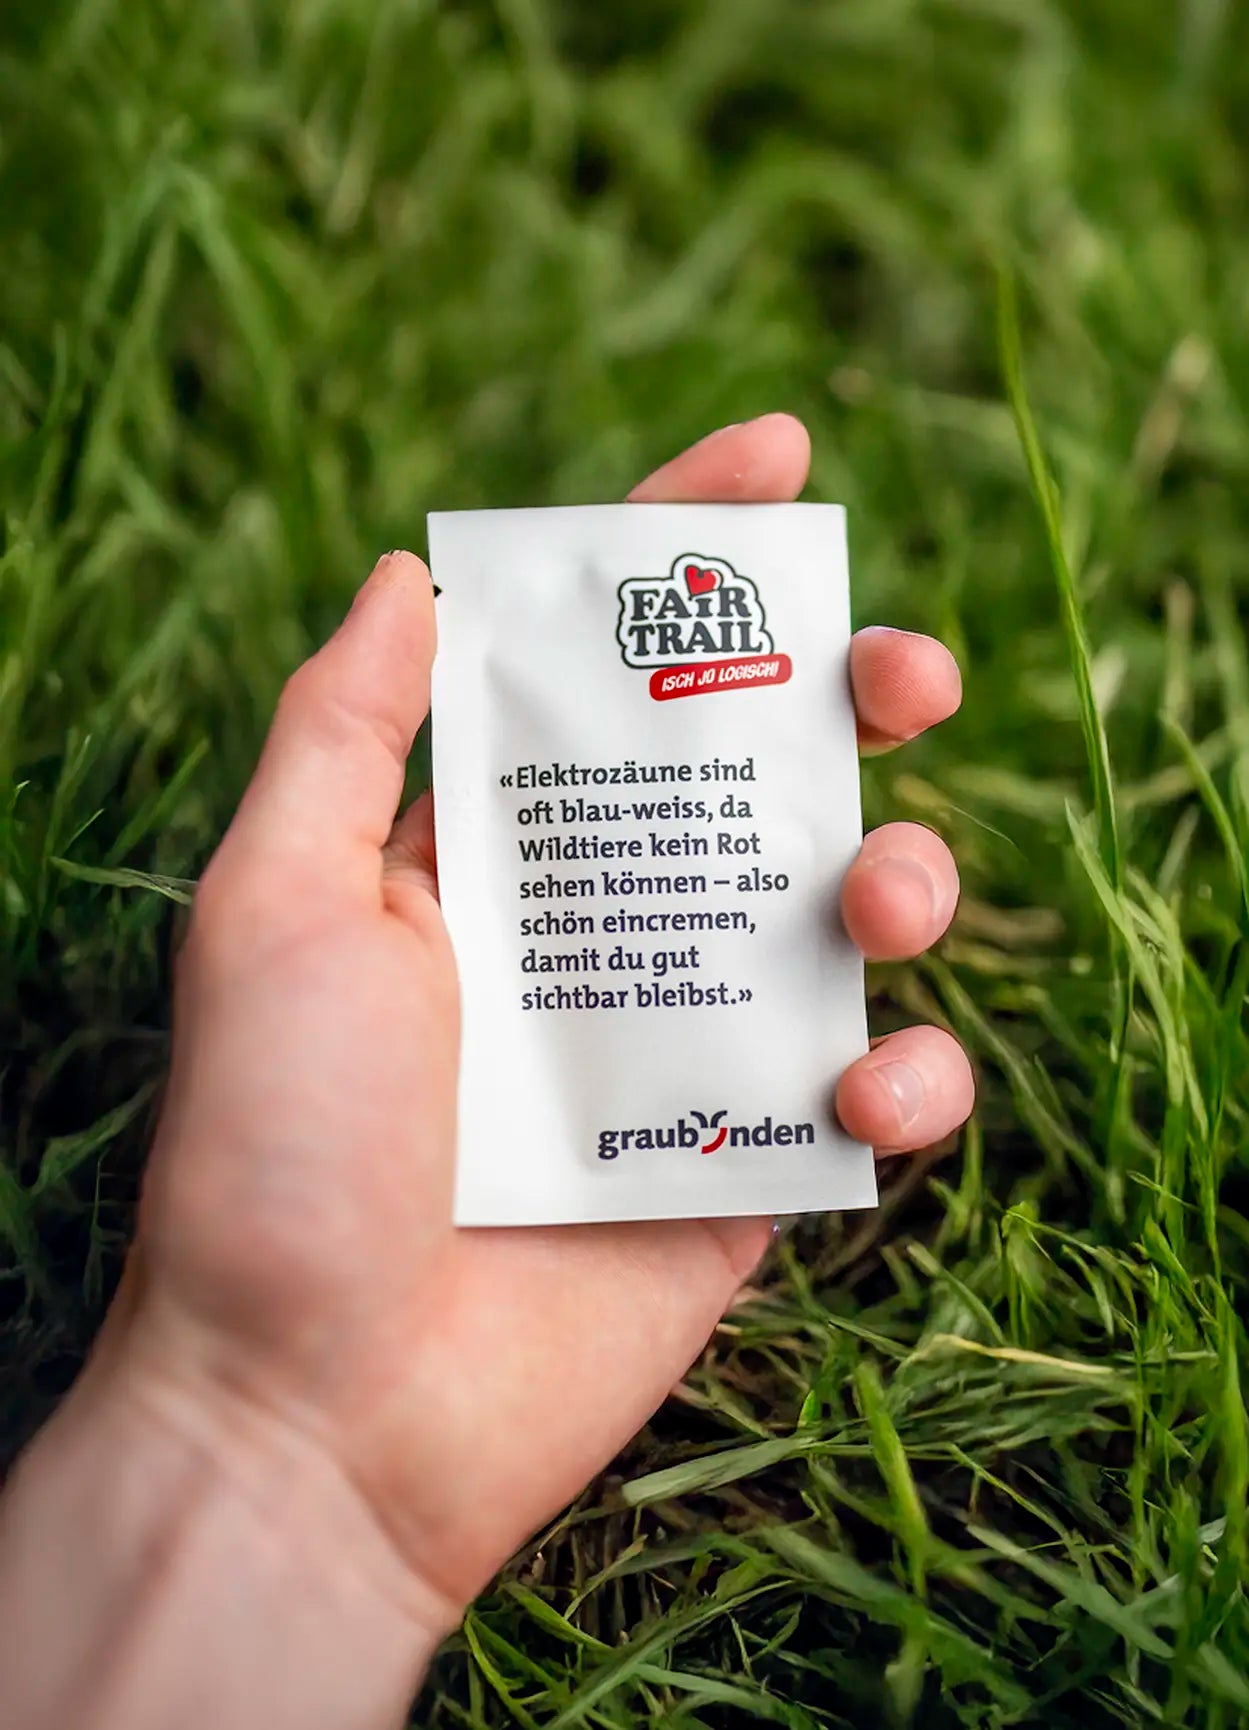 FAIR
TRAIL
ISCH JO LOGISCH!
«Elektrozäune sind
oft blau-weiss, da
Wildtiere kein Rot
sehen können – also
schön eincremen,
damit du gut
sichtbar bleibst.»
graubünden